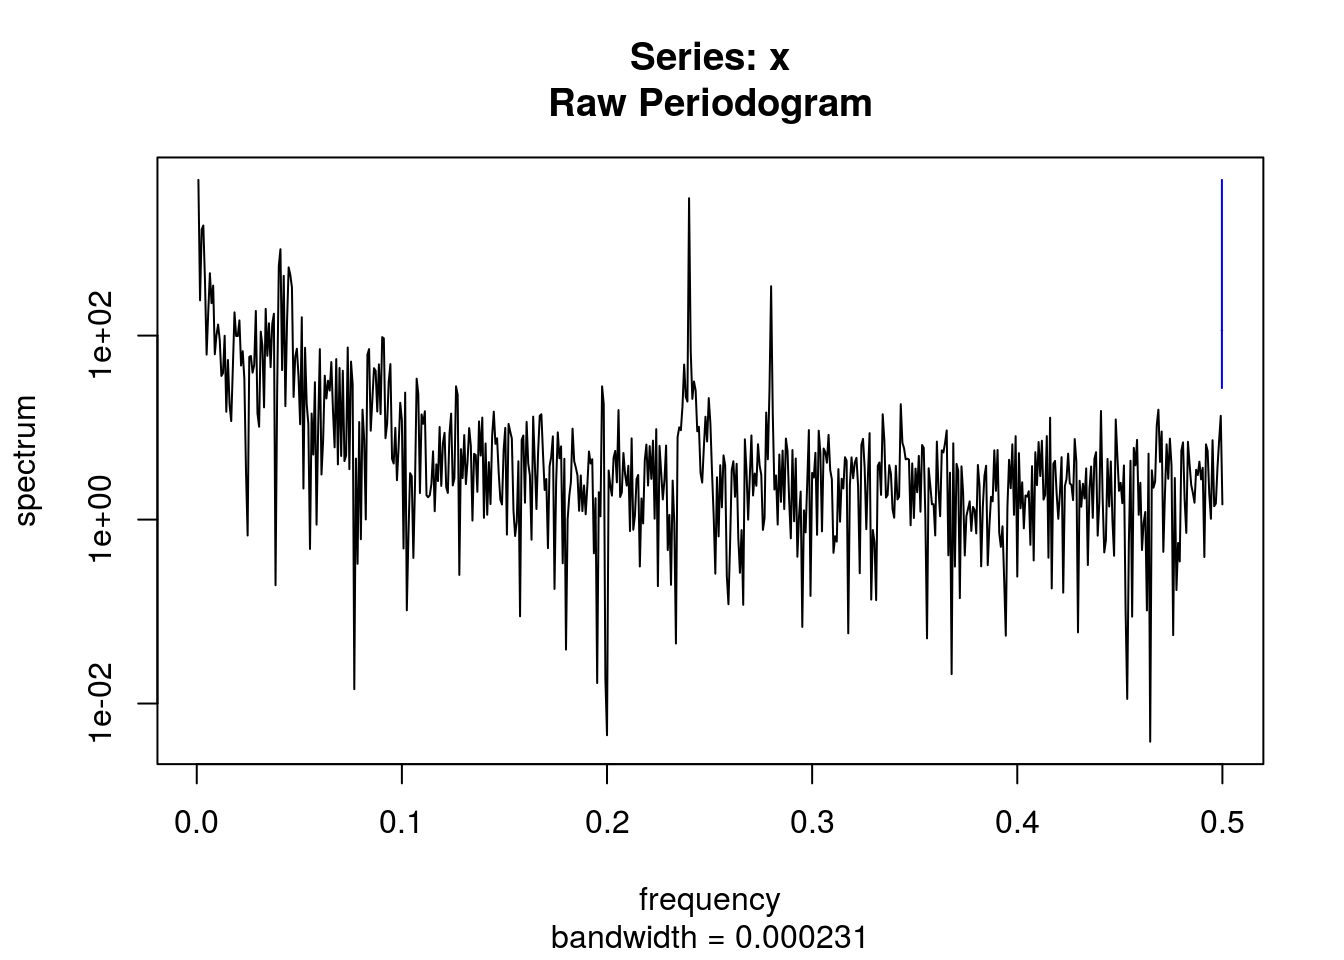 Series: x
Raw Periodogram
spectrum
1e+02
1e+00
1e-02
0.0 0.1 0.2 0.3 0.4 0.5
frequency
bandwidth = 0.000231